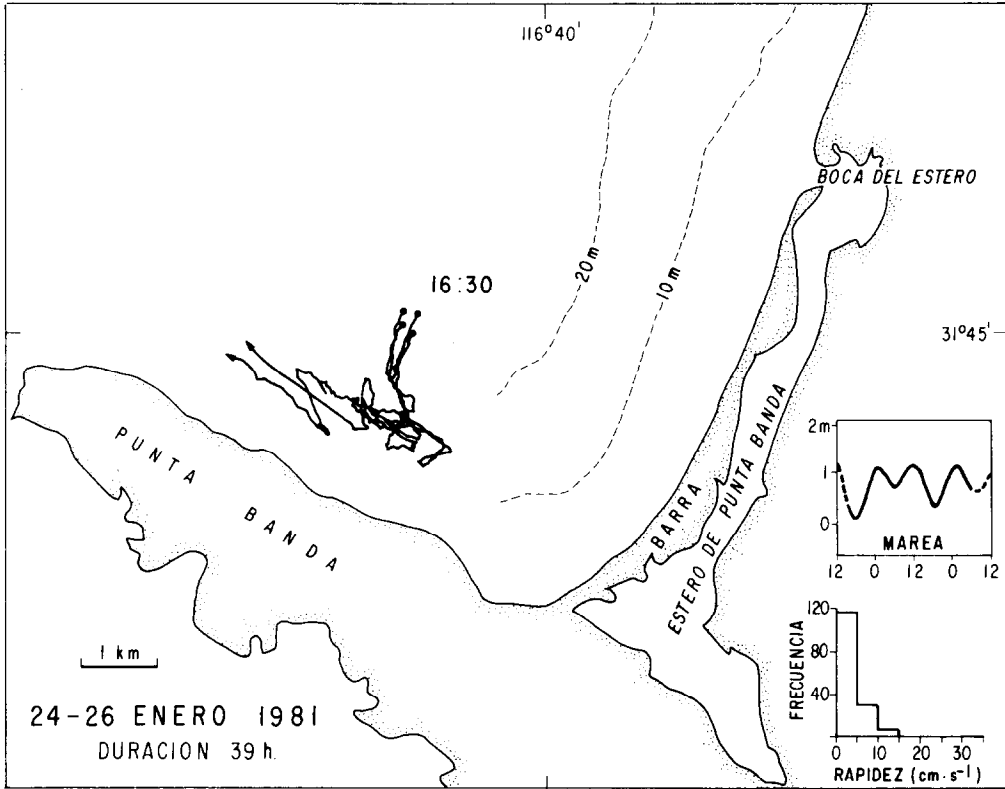 116°40'
BOCA DEL ESTERO
20 m
10 m
16:30
31°45'
PUNTA
BANDA
BARRA
ESTERO DE PUNTA BANDA
2m
1
0
MAREA
12 0 12 0 12
1 km
24-26 ENERO 1981
DURACION 39 h.
FRECUENCIA
120
80
40
0 10 20 30
RAPIDEZ (cm·s⁻¹)